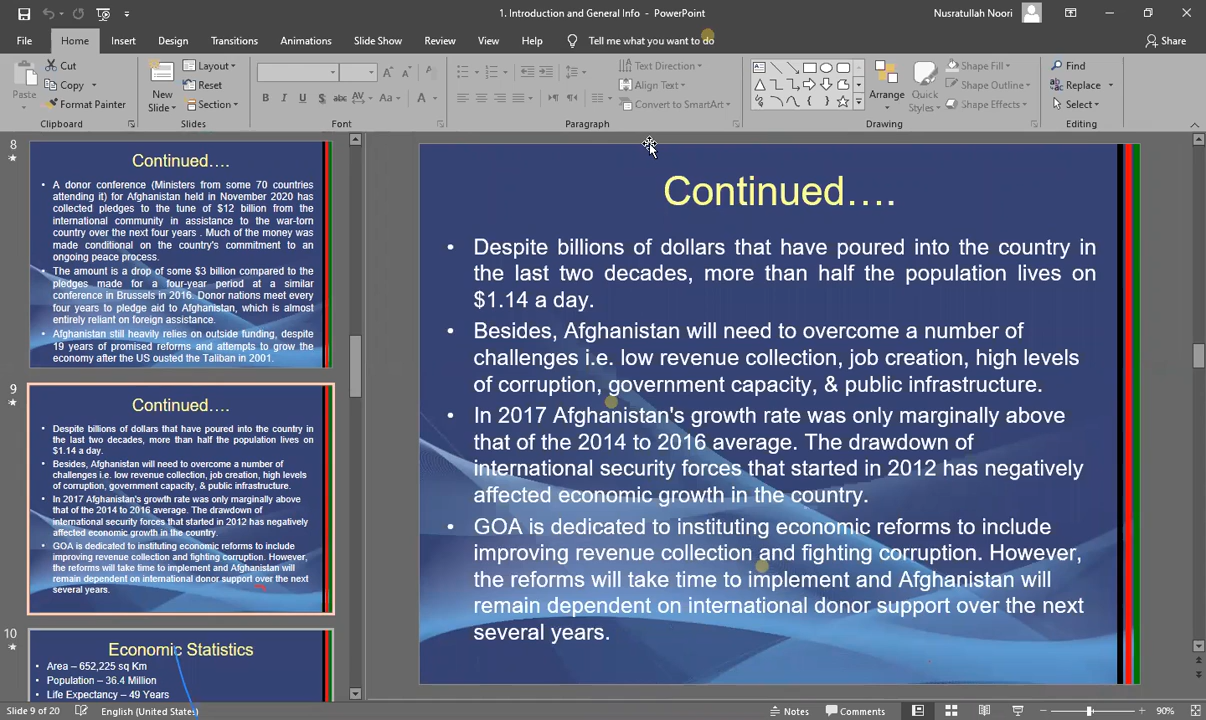 1. Introduction and General Info - PowerPoint
Nusratullah Noori
File Home Insert Design Transitions Animations Slide Show Review View Help Tell me what you want to do Share
Paste
Cut
Copy
Format Painter
Clipboard
New
Slide
Layout
Reset
Section
Slides
B I U S abc AV Aa A
Font
Text Direction
Align Text
Convert to SmartArt
Paragraph
Arrange
Quick
Styles
Shape Fill
Shape Outline
Shape Effects
Drawing
Find
Replace
Select
Editing
8
Continued….
• A donor conference (Ministers from some 70 countries
attending it) for Afghanistan held in November 2020 has
collected pledges to the tune of $12 billion from the
international community in assistance to the war-torn
country over the next four years . Much of the money was
made conditional on the country's commitment to an
ongoing peace process.
• The amount is a drop of some $3 billion compared to the
pledges made for a four-year period at a similar
conference in Brussels in 2016. Donor nations meet every
four years to pledge aid to Afghanistan, which is almost
entirely reliant on foreign assistance.
• Afghanistan still heavily relies on outside funding, despite
19 years of promised reforms and attempts to grow the
economy after the US ousted the Taliban in 2001.
9
Continued….
• Despite billions of dollars that have poured into the country in
the last two decades, more than half the population lives on
$1.14 a day.
• Besides, Afghanistan will need to overcome a number of
challenges i.e. low revenue collection, job creation, high levels
of corruption, government capacity, & public infrastructure.
• In 2017 Afghanistan's growth rate was only marginally above
that of the 2014 to 2016 average. The drawdown of
international security forces that started in 2012 has negatively
affected economic growth in the country.
• GOA is dedicated to instituting economic reforms to include
improving revenue collection and fighting corruption. However,
the reforms will take time to implement and Afghanistan will
remain dependent on international donor support over the next
several years.
10
Economic Statistics
• Area – 652,225 sq Km
• Population – 36.4 Million
• Life Expectancy – 49 Years
Continued….
• Despite billions of dollars that have poured into the country in
the last two decades, more than half the population lives on
$1.14 a day.
• Besides, Afghanistan will need to overcome a number of
challenges i.e. low revenue collection, job creation, high levels
of corruption, government capacity, & public infrastructure.
• In 2017 Afghanistan's growth rate was only marginally above
that of the 2014 to 2016 average. The drawdown of
international security forces that started in 2012 has negatively
affected economic growth in the country.
• GOA is dedicated to instituting economic reforms to include
improving revenue collection and fighting corruption. However,
the reforms will take time to implement and Afghanistan will
remain dependent on international donor support over the next
several years.
Slide 9 of 20 English (United States) Notes Comments 90%